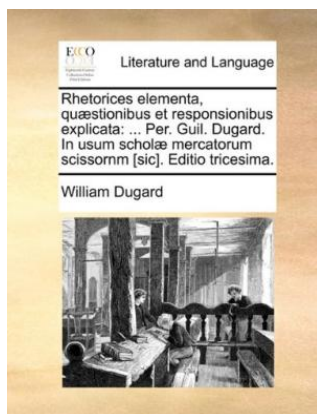 ECCO
Literature and Language
Rhetorices elementa,
quæstionibus et responsionibus
explicata: ... Per. Guil. Dugard.
In usum scholæ mercatorum
scissornm [sic]. Editio tricesima.
William Dugard